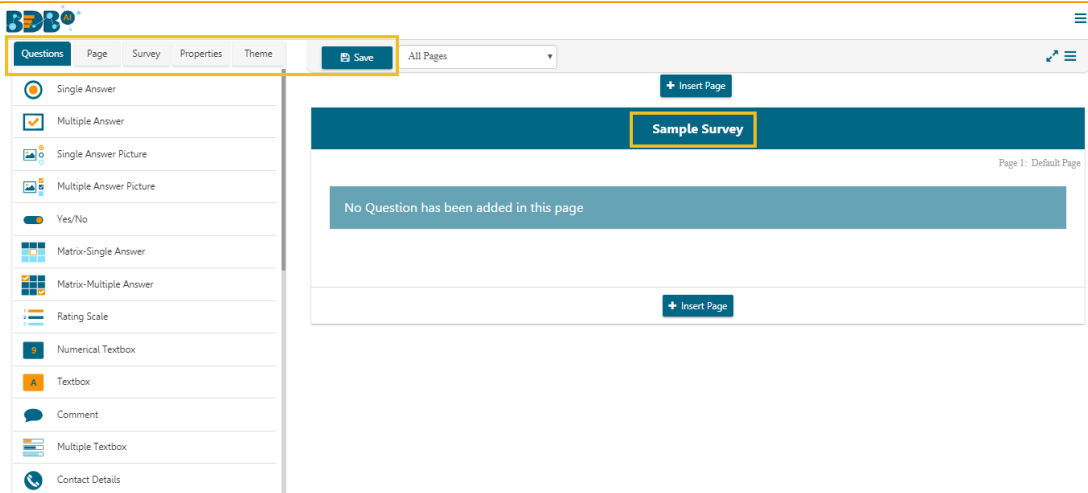 BDB AI
Questions Page Survey Properties Theme
Save All Pages
Single Answer
Multiple Answer
Single Answer Picture
Multiple Answer Picture
Yes/No
Matrix-Single Answer
Matrix-Multiple Answer
Rating Scale
Numerical Textbox
Textbox
Comment
Multiple Textbox
Contact Details
+ Insert Page
Sample Survey
Page 1: Default Page
No Question has been added in this page
+ Insert Page